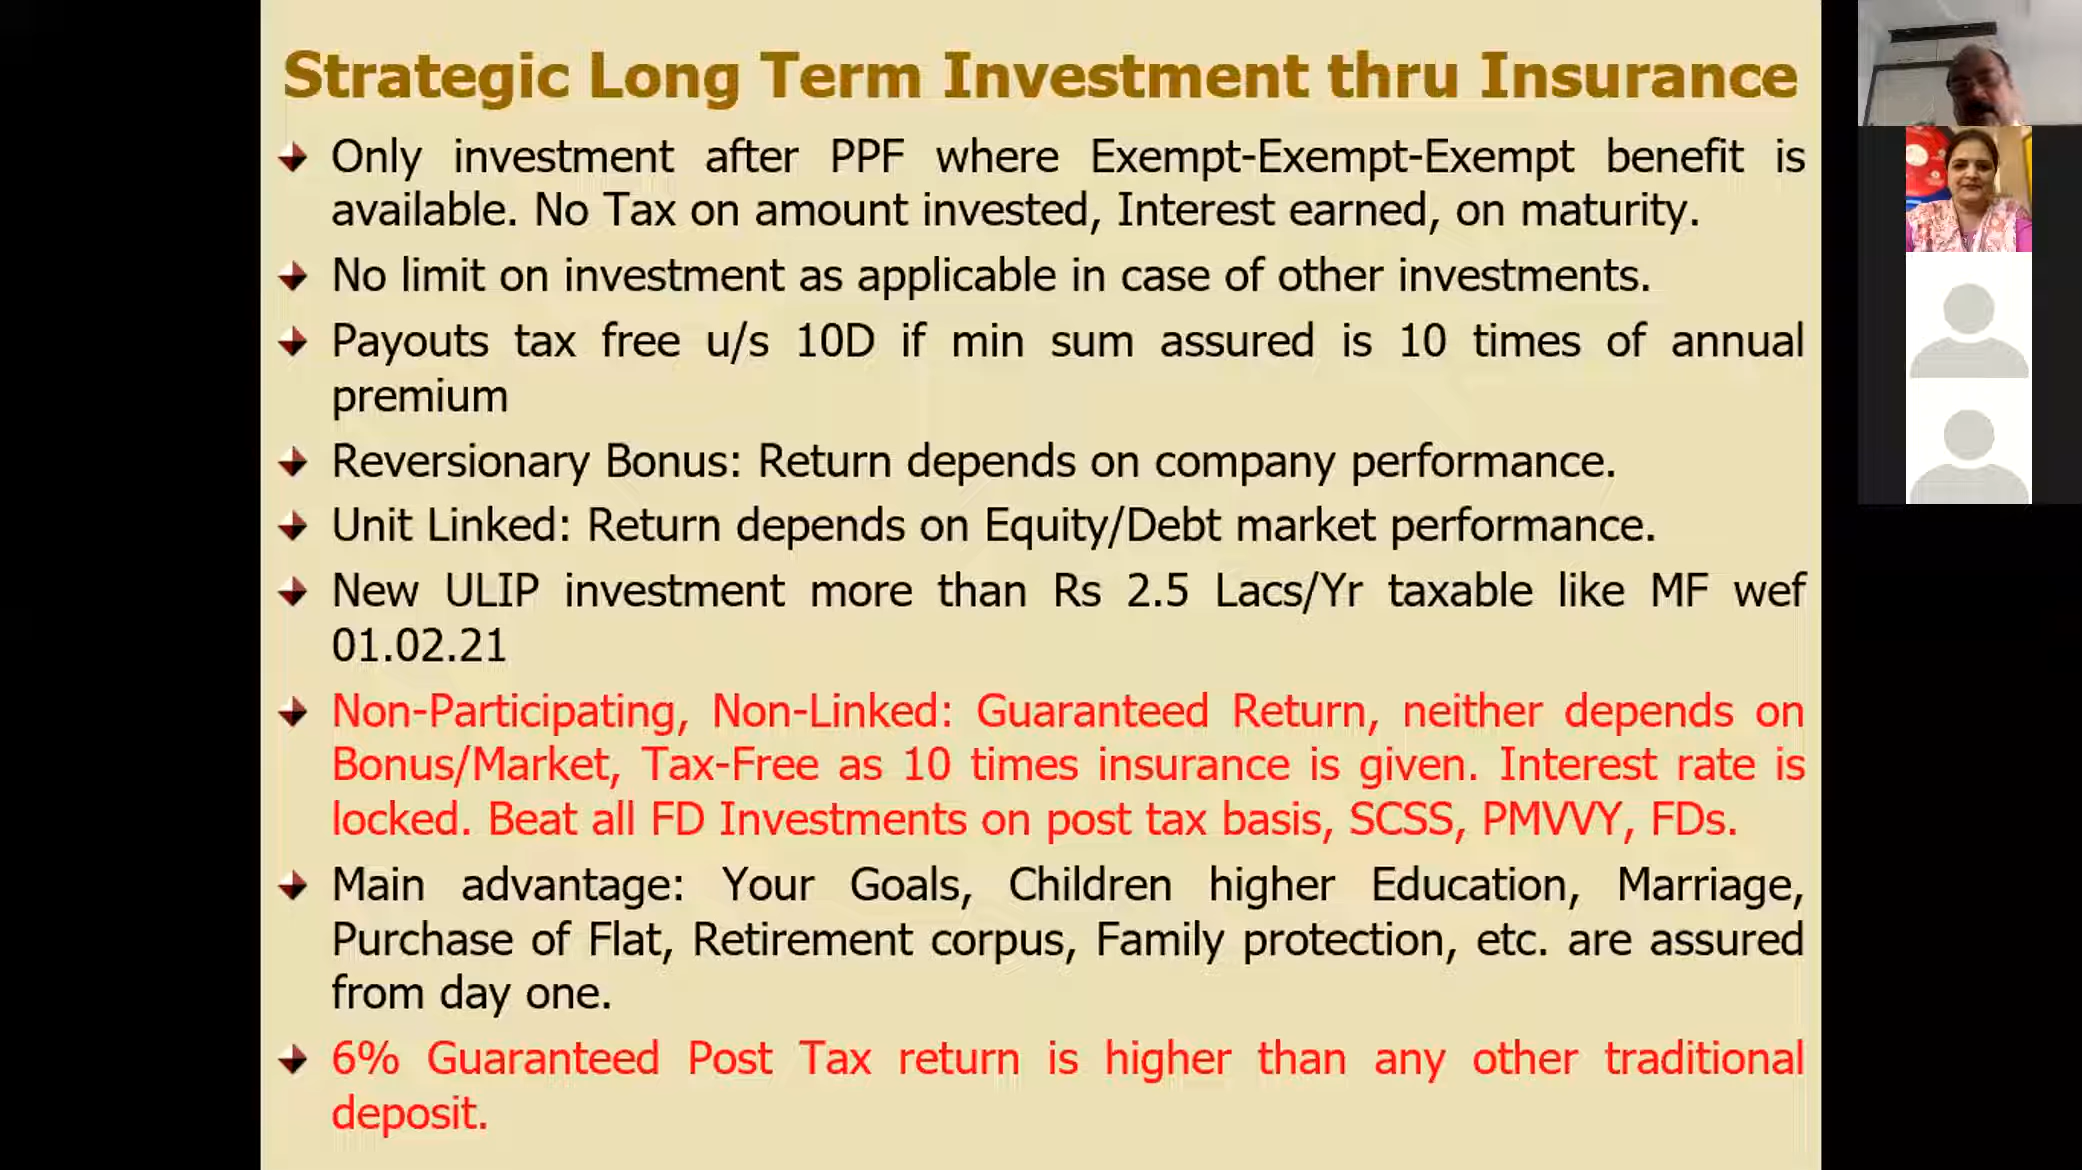 Strategic Long Term Investment thru Insurance
Only investment after PPF where Exempt-Exempt-Exempt benefit is
available. No Tax on amount invested, Interest earned, on maturity.
No limit on investment as applicable in case of other investments.
Payouts tax free u/s 10D if min sum assured is 10 times of annual
premium
Reversionary Bonus: Return depends on company performance.
Unit Linked: Return depends on Equity/Debt market performance.
New ULIP investment more than Rs 2.5 Lacs/Yr taxable like MF wef
01.02.21
Non-Participating, Non-Linked: Guaranteed Return, neither depends on
Bonus/Market, Tax-Free as 10 times insurance is given. Interest rate is
locked. Beat all FD Investments on post tax basis, SCSS, PMVVY, FDs.
Main advantage: Your Goals, Children higher Education, Marriage,
Purchase of Flat, Retirement corpus, Family protection, etc. are assured
from day one.
6% Guaranteed Post Tax return is higher than any other traditional
deposit.